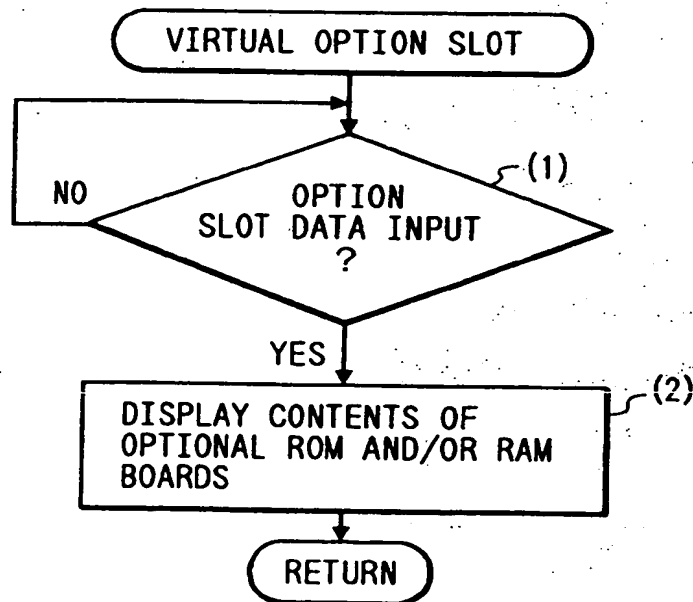 VIRTUAL OPTION SLOT
(1)
NO
OPTION
SLOT DATA INPUT
?
YES
(2)
DISPLAY CONTENTS OF
OPTIONAL ROM AND/OR RAM
BOARDS
RETURN